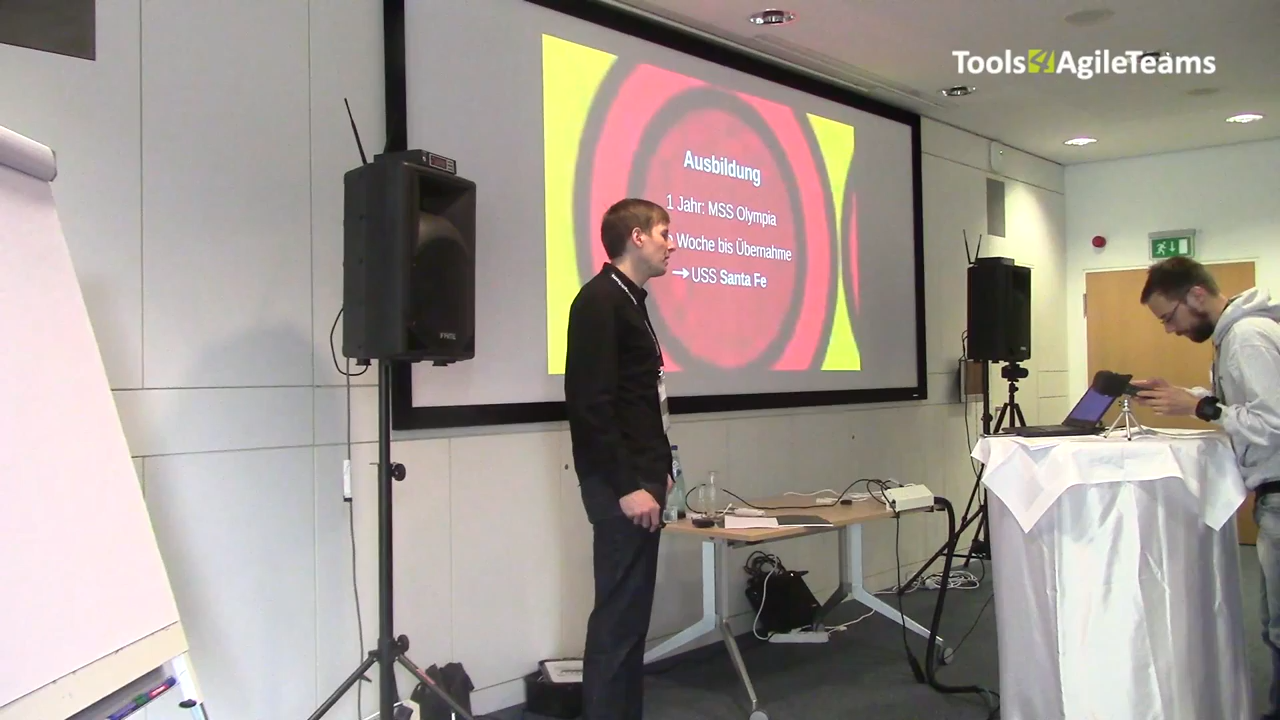 Tools4AgileTeams
Ausbildung
1 Jahr: MSS Olympia
Woche bis Übernahme
→USS Santa Fe